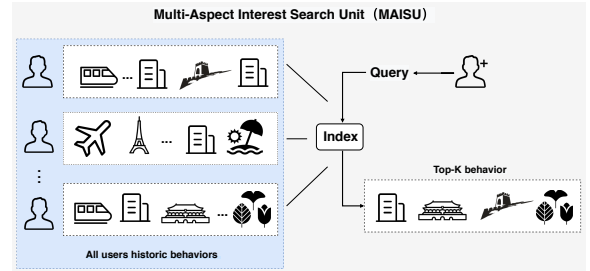 Multi-Aspect Interest Search Unit（MAISU）
...
Query
+
...
Index
Top-K behavior
...
All users historic behaviors